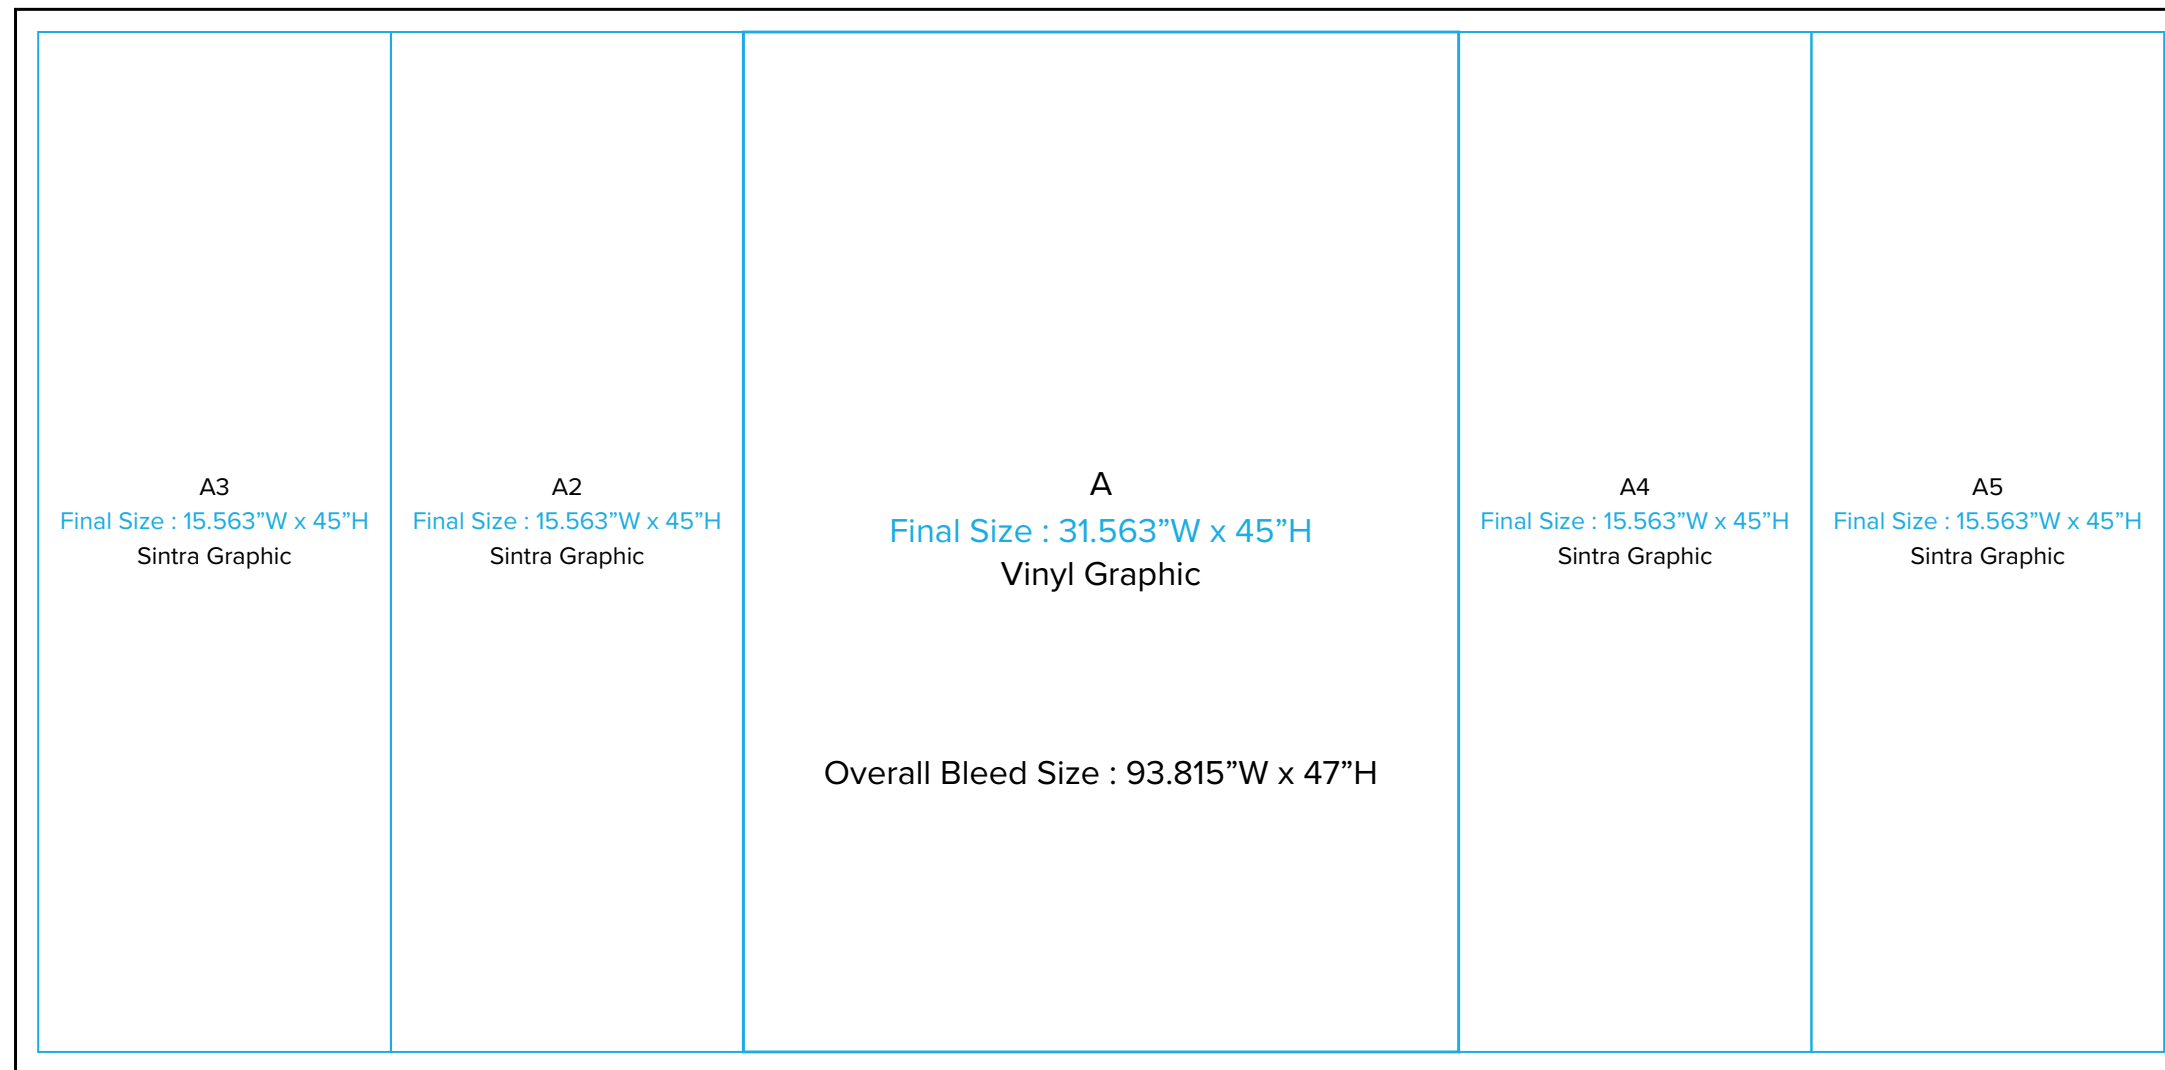 A3
Final Size : 15.563”W x 45”H
Sintra Graphic
A2
Final Size : 15.563”W x 45”H
Sintra Graphic
A
Final Size : 31.563”W x 45”H
Vinyl Graphic
Overall Bleed Size : 93.815”W x 47”H
A4
Final Size : 15.563”W x 45”H
Sintra Graphic
A5
Final Size : 15.563”W x 45”H
Sintra Graphic